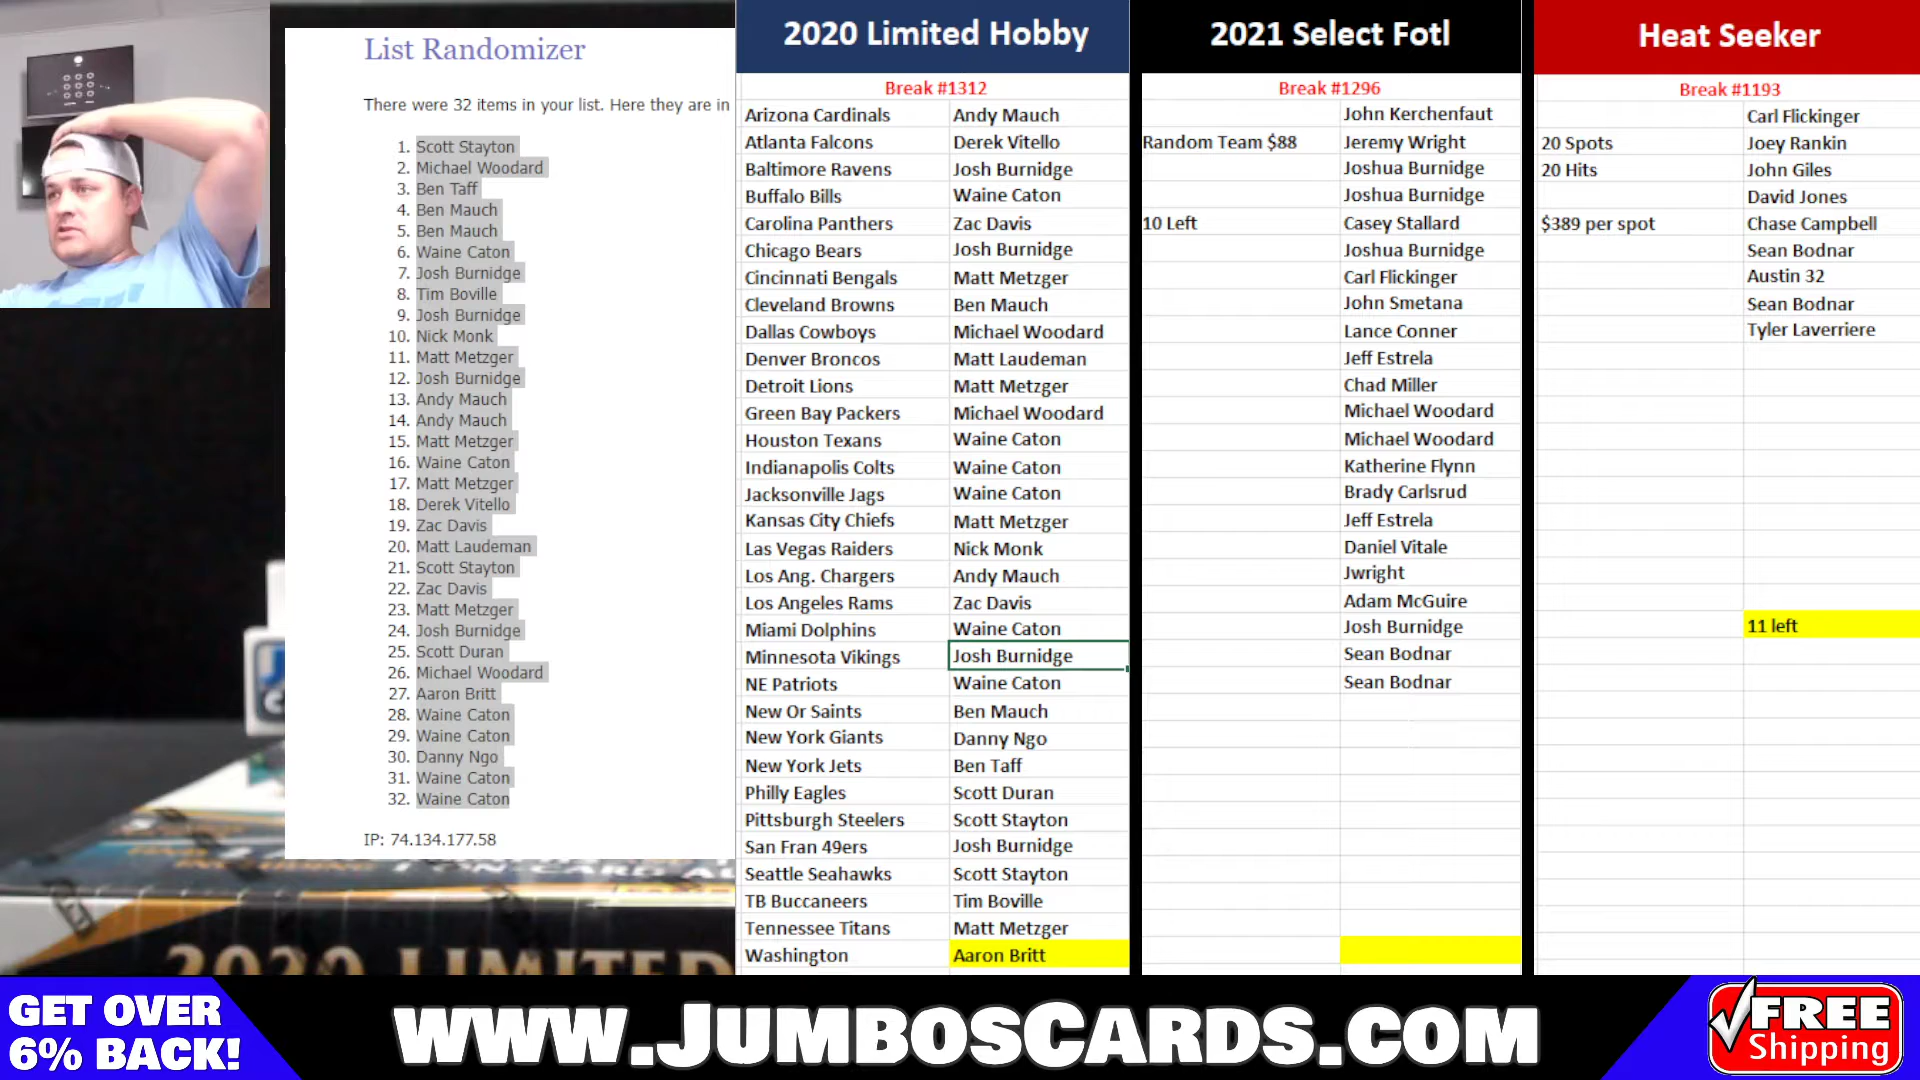 List Randomizer
There were 32 items in your list. Here they are in
1. Scott Stayton
2. Michael Woodard
3. Ben Taff
4. Ben Mauch
5. Ben Mauch
6. Waine Caton
7. Josh Burnidge
8. Tim Boville
9. Josh Burnidge
10. Nick Monk
11. Matt Metzger
12. Josh Burnidge
13. Andy Mauch
14. Andy Mauch
15. Matt Metzger
16. Waine Caton
17. Matt Metzger
18. Derek Vitello
19. Zac Davis
20. Matt Laudeman
21. Scott Stayton
22. Zac Davis
23. Matt Metzger
24. Josh Burnidge
25. Scott Duran
26. Michael Woodard
27. Aaron Britt
28. Waine Caton
29. Waine Caton
30. Danny Ngo
31. Waine Caton
32. Waine Caton
IP: 74.134.177.58
2020 Limited Hobby
Break #1312
Arizona Cardinals Andy Mauch
Atlanta Falcons Derek Vitello
Baltimore Ravens Josh Burnidge
Buffalo Bills Waine Caton
Carolina Panthers Zac Davis
Chicago Bears Josh Burnidge
Cincinnati Bengals Matt Metzger
Cleveland Browns Ben Mauch
Dallas Cowboys Michael Woodard
Denver Broncos Matt Laudeman
Detroit Lions Matt Metzger
Green Bay Packers Michael Woodard
Houston Texans Waine Caton
Indianapolis Colts Waine Caton
Jacksonville Jags Waine Caton
Kansas City Chiefs Matt Metzger
Las Vegas Raiders Nick Monk
Los Ang. Chargers Andy Mauch
Los Angeles Rams Zac Davis
Miami Dolphins Waine Caton
Minnesota Vikings Josh Burnidge
NE Patriots Waine Caton
New Or Saints Ben Mauch
New York Giants Danny Ngo
New York Jets Ben Taff
Philly Eagles Scott Duran
Pittsburgh Steelers Scott Stayton
San Fran 49ers Josh Burnidge
Seattle Seahawks Scott Stayton
TB Buccaneers Tim Boville
Tennessee Titans Matt Metzger
Washington Aaron Britt
2021 Select Fotl
Break #1296
John Kerchenfaut
Random Team $88 Jeremy Wright
Joshua Burnidge
Joshua Burnidge
10 Left Casey Stallard
Joshua Burnidge
Carl Flickinger
John Smetana
Lance Conner
Jeff Estrela
Chad Miller
Michael Woodard
Michael Woodard
Katherine Flynn
Brady Carlsrud
Jeff Estrela
Daniel Vitale
Jwright
Adam McGuire
Josh Burnidge
Sean Bodnar
Sean Bodnar
Heat Seeker
Break #1193
Carl Flickinger
20 Spots Joey Rankin
20 Hits John Giles
David Jones
$389 per spot Chase Campbell
Sean Bodnar
Austin 32
Sean Bodnar
Tyler Laverriere
11 left
1 ON-CARD
2020 LIMITED
GET OVER
6% BACK!
www.JumbosCards.com
FREE
Shipping